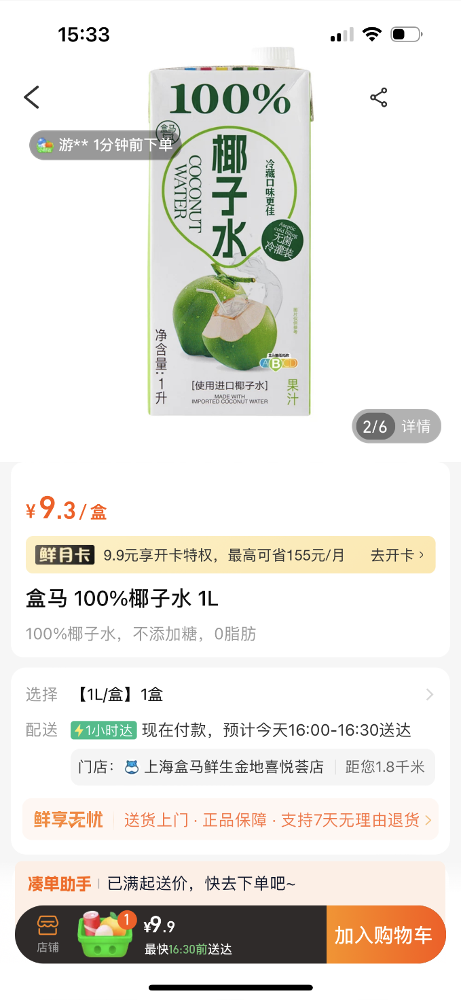 15:33
100%
盒马
游** 1分钟前下单
椰子水
COCONUT
WATER
冷藏口味更佳
Aseptic
cold filling
无菌
冷灌装
图片仅供参考
净含量:1升
A B C D
[使用进口椰子水]
MADE WITH
IMPORTED COCONUT WATER
果汁
2/6 详情
¥9.3/盒
鲜月卡 9.9元享开卡特权，最高可省155元/月 去开卡
盒马 100%椰子水 1L
100%椰子水，不添加糖，0脂肪
选择 【1L/盒】1盒
配送 1小时达 现在付款，预计今天16:00-16:30送达
门店： 上海盒马鲜生金地喜悦荟店 距您1.8千米
鲜享无忧 送货上门 · 正品保障 · 支持7天无理由退货
凑单助手 已满起送价，快去下单吧~
店铺
1
¥9.9
最快16:30前送达
加入购物车